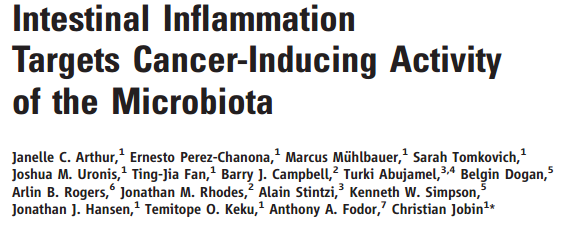 Intestinal Inflammation
Targets Cancer-Inducing Activity
of the Microbiota
Janelle C. Arthur,1 Ernesto Perez-Chanona,1 Marcus Mühlbauer,1 Sarah Tomkovich,1
Joshua M. Uronis,1 Ting-Jia Fan,1 Barry J. Campbell,2 Turki Abujamel,3,4 Belgin Dogan,5
Arlin B. Rogers,6 Jonathan M. Rhodes,2 Alain Stintzi,3 Kenneth W. Simpson,5
Jonathan J. Hansen,1 Temitope O. Keku,1 Anthony A. Fodor,7 Christian Jobin1*